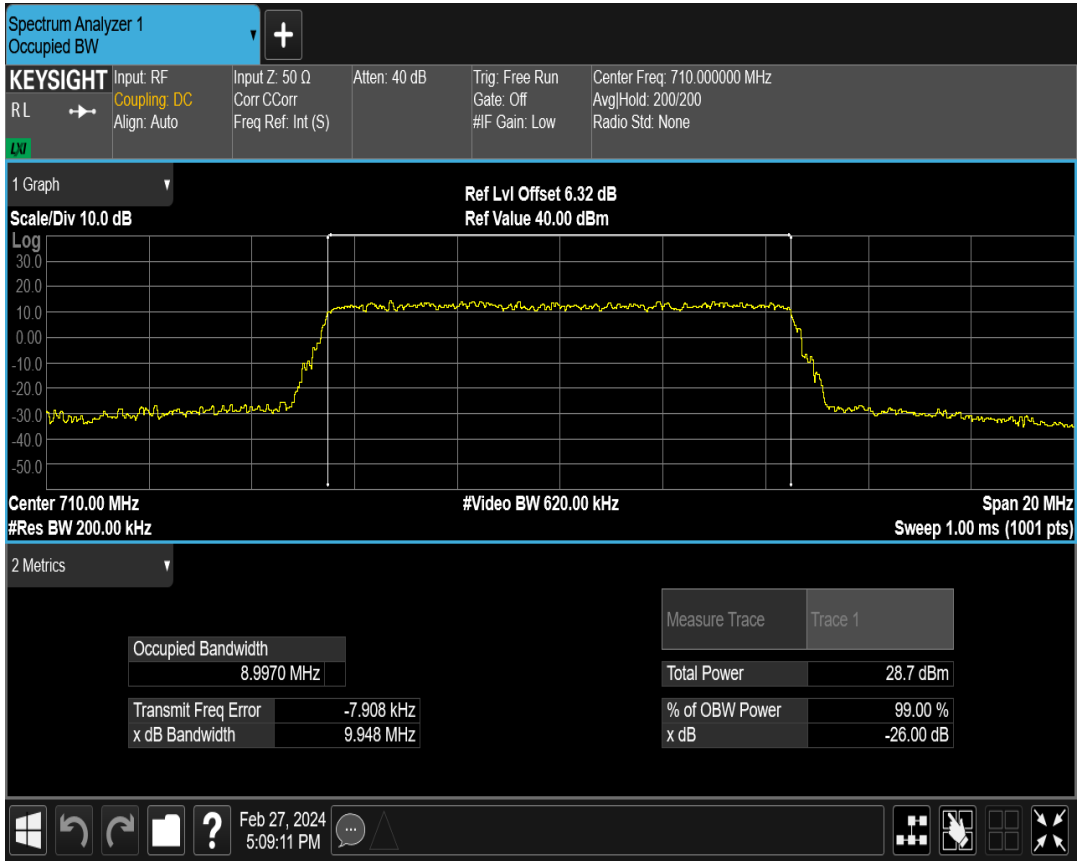 Spectrum Analyzer 1
Occupied BW
+
KEYSIGHT
RL
LXI
Input: RF
Coupling: DC
Align: Auto
Input Z: 50 Ω
Corr CCorr
Freq Ref: Int (S)
Atten: 40 dB
Trig: Free Run
Gate: Off
#IF Gain: Low
Center Freq: 710.000000 MHz
Avg|Hold: 200/200
Radio Std: None
1 Graph
Scale/Div 10.0 dB
Ref Lvl Offset 6.32 dB
Ref Value 40.00 dBm
Log
30.0
20.0
10.0
0.00
-10.0
-20.0
-30.0
-40.0
-50.0
Center 710.00 MHz
#Video BW 620.00 kHz
Span 20 MHz
#Res BW 200.00 kHz
Sweep 1.00 ms (1001 pts)
2 Metrics
Measure Trace Trace 1
Occupied Bandwidth
8.9970 MHz
Total Power 28.7 dBm
Transmit Freq Error -7.908 kHz
% of OBW Power 99.00 %
x dB Bandwidth 9.948 MHz
x dB -26.00 dB
?
Feb 27, 2024
5:09:11 PM